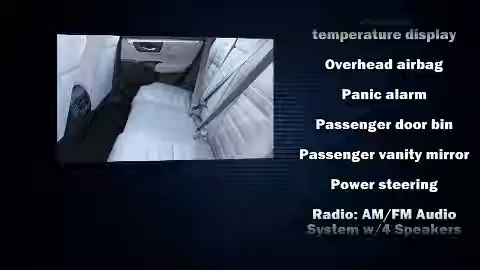 temperature display
Overhead airbag
Panic alarm
Passenger door bin
Passenger vanity mirror
Power steering
Radio: AM/FM Audio
System w/4 Speakers